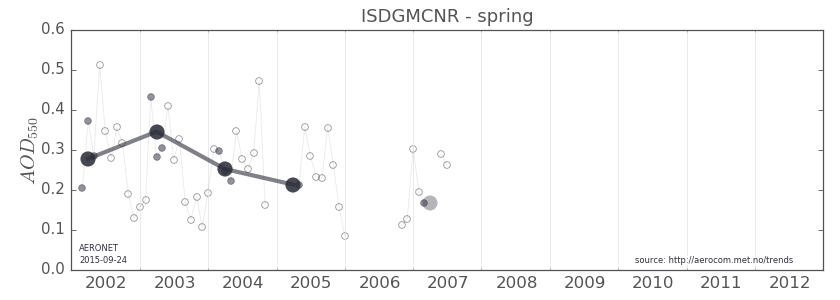 ISDGMCNR - spring
0.6
0.5
0.4
0.3
0.2
0.1
0.0
AOD550
AERONET
2015-09-24
source: http://aerocom.met.no/trends
2002 2003 2004 2005 2006 2007 2008 2009 2010 2011 2012